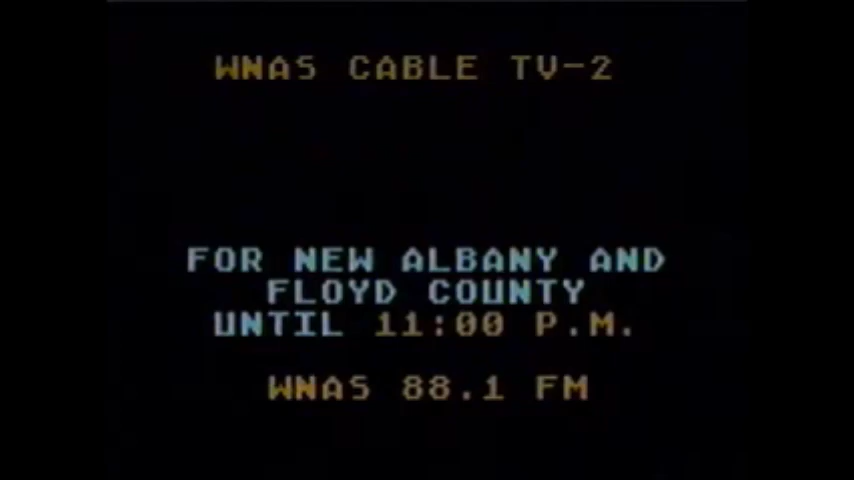 WNAS CABLE TV-2
FOR NEW ALBANY AND
FLOYD COUNTY
UNTIL 11:00 P.M.
WNAS 88.1 FM